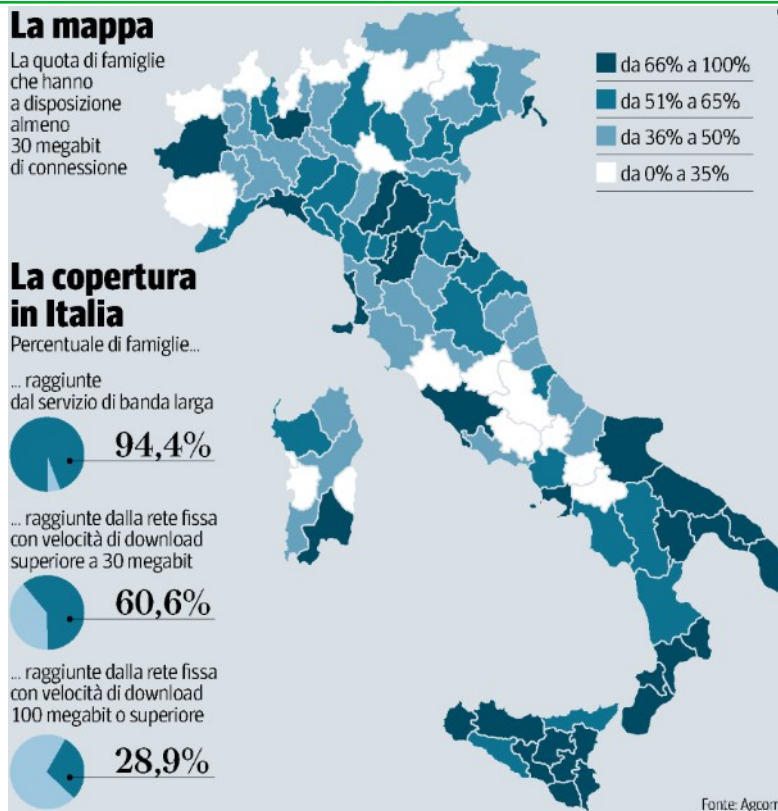 La mappa
La quota di famiglie
che hanno
a disposizione
almeno
30 megabit
di connessione
da 66% a 100%
da 51% a 65%
da 36% a 50%
da 0% a 35%
La copertura
in Italia
Percentuale di famiglie...
... raggiunte
dal servizio di banda larga
94,4%
... raggiunte dalla rete fissa
con velocità di download
superiore a 30 megabit
60,6%
... raggiunte dalla rete fissa
con velocità di download
100 megabit o superiore
28,9%
Fonte: Agcom